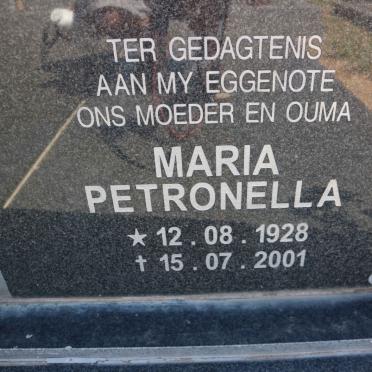 TER GEDAGTENIS
AAN MY EGGENOTE
ONS MOEDER EN OUMA
MARIA
PETRONELLA
★ 12 . 08 . 1928
✝ 15 . 07 . 2001